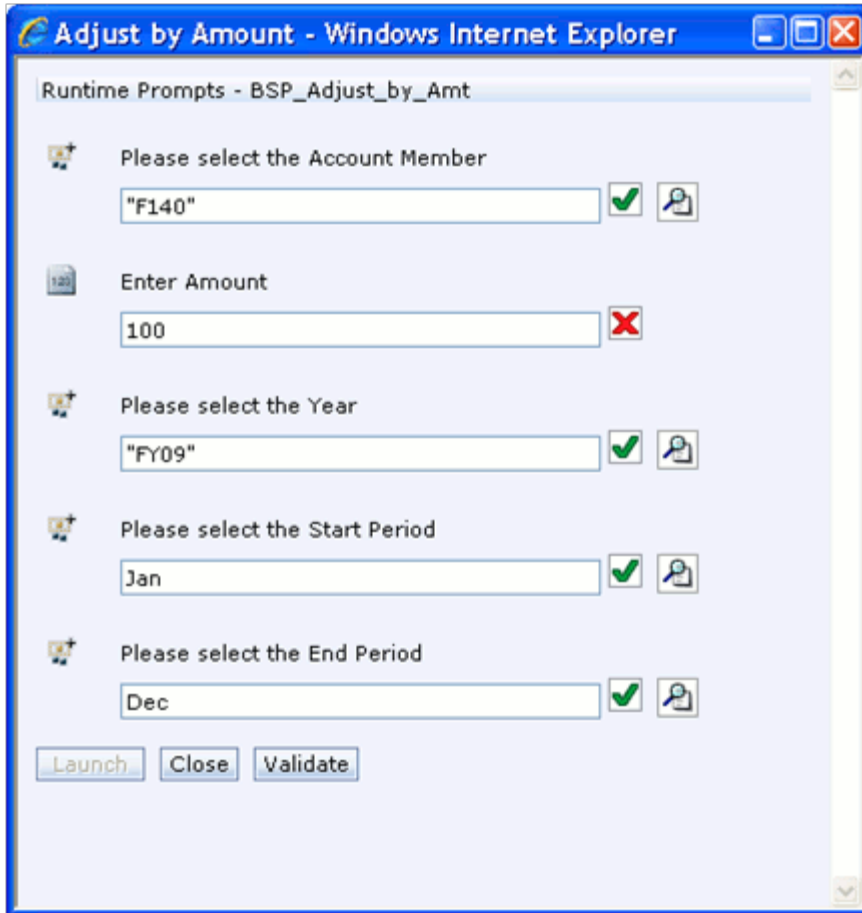 Adjust by Amount - Windows Internet Explorer
Runtime Prompts - BSP_Adjust_by_Amt
Please select the Account Member
"F140"
123
Enter Amount
100
Please select the Year
"FY09"
Please select the Start Period
Jan
Please select the End Period
Dec
Launch Close Validate